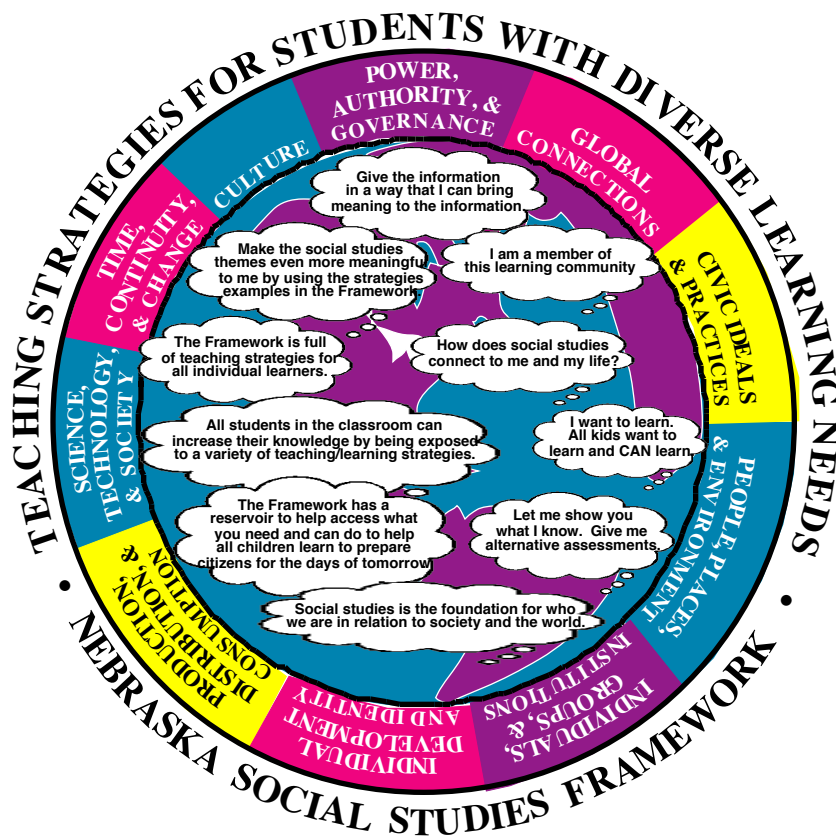 TEACHING STRATEGIES FOR STUDENTS WITH DIVERSE LEARNING NEEDS
POWER,
AUTHORITY, &
GOVERNANCE
GLOBAL
CONNECTIONS
CIVIC IDEALS
& PRACTICES
PEOPLE, PLACES,
& ENVIRONMENT,
INDIVIDUALS,
GROUPS, &
INSTITUTIONS
INDIVIDUAL
DEVELOPMENT
AND IDENTITY
PRODUCTION,
DISTRIBUTION, &
CONSUMPTION
SCIENCE,
TECHNOLOGY,
& SOCIETY
TIME,
CONTINUITY,
& CHANGE
CULTURE
Give the information
in a way that I can bring
meaning to the information.
Make the social studies
themes even more meaningful
to me by using the strategies
examples in the Framework.
I am a member of
this learning community
The Framework is full
of teaching strategies for
all individual learners.
How does social studies
connect to me and my life?
All students in the classroom can
increase their knowledge by being exposed
to a variety of teaching/learning strategies.
I want to learn.
All kids want to
learn and CAN learn.
The Framework has a
reservoir to help access what
you need and can do to help
all children learn to prepare
citizens for the days of tomorrow.
Let me show you
what I know.  Give me
alternative assessments.
Social studies is the foundation for who
we are in relation to society and the world.
• NEBRASKA SOCIAL STUDIES FRAMEWORK •